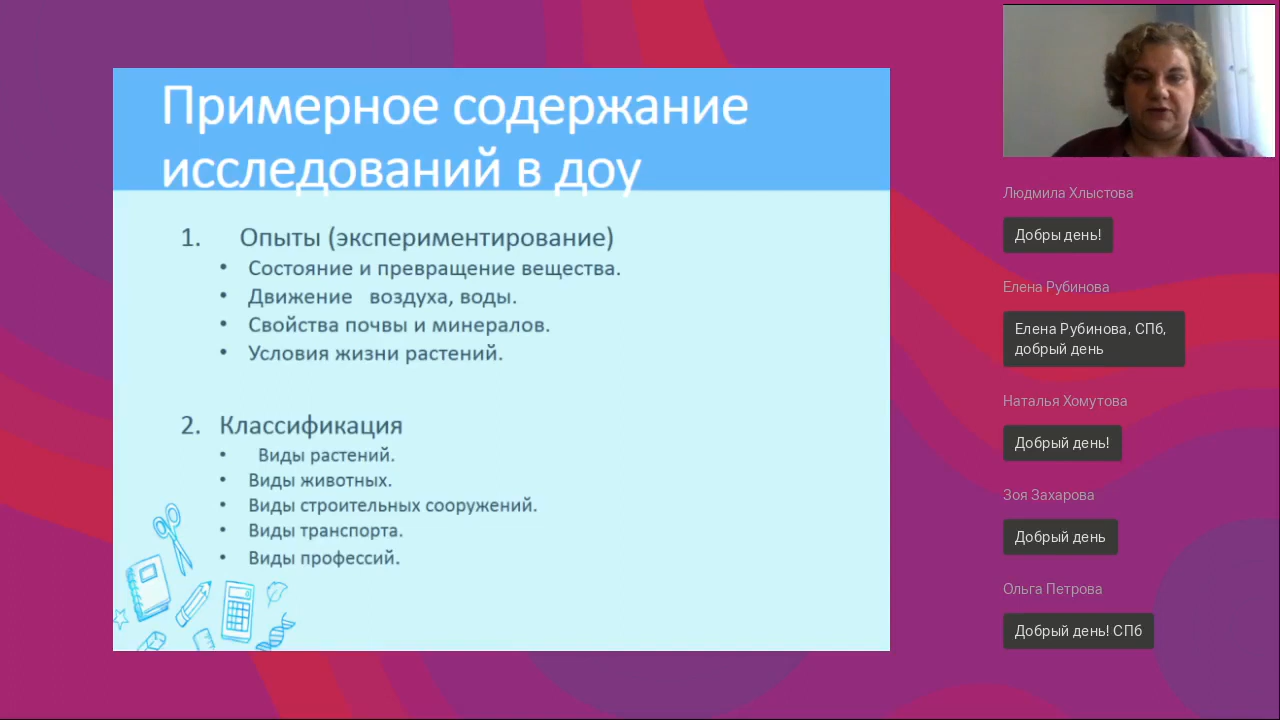 Примерное содержание
исследований в доу
1. Опыты (экспериментирование)
• Состояние и превращение вещества.
• Движение воздуха, воды.
• Свойства почвы и минералов.
• Условия жизни растений.
2. Классификация
• Виды растений.
• Виды животных.
• Виды строительных сооружений.
• Виды транспорта.
• Виды профессий.
Людмила Хлыстова
Добры день!
Елена Рубинова
Елена Рубинова, СПб,
добрый день
Наталья Хомутова
Добрый день!
Зоя Захарова
Добрый день
Ольга Петрова
Добрый день! СПб